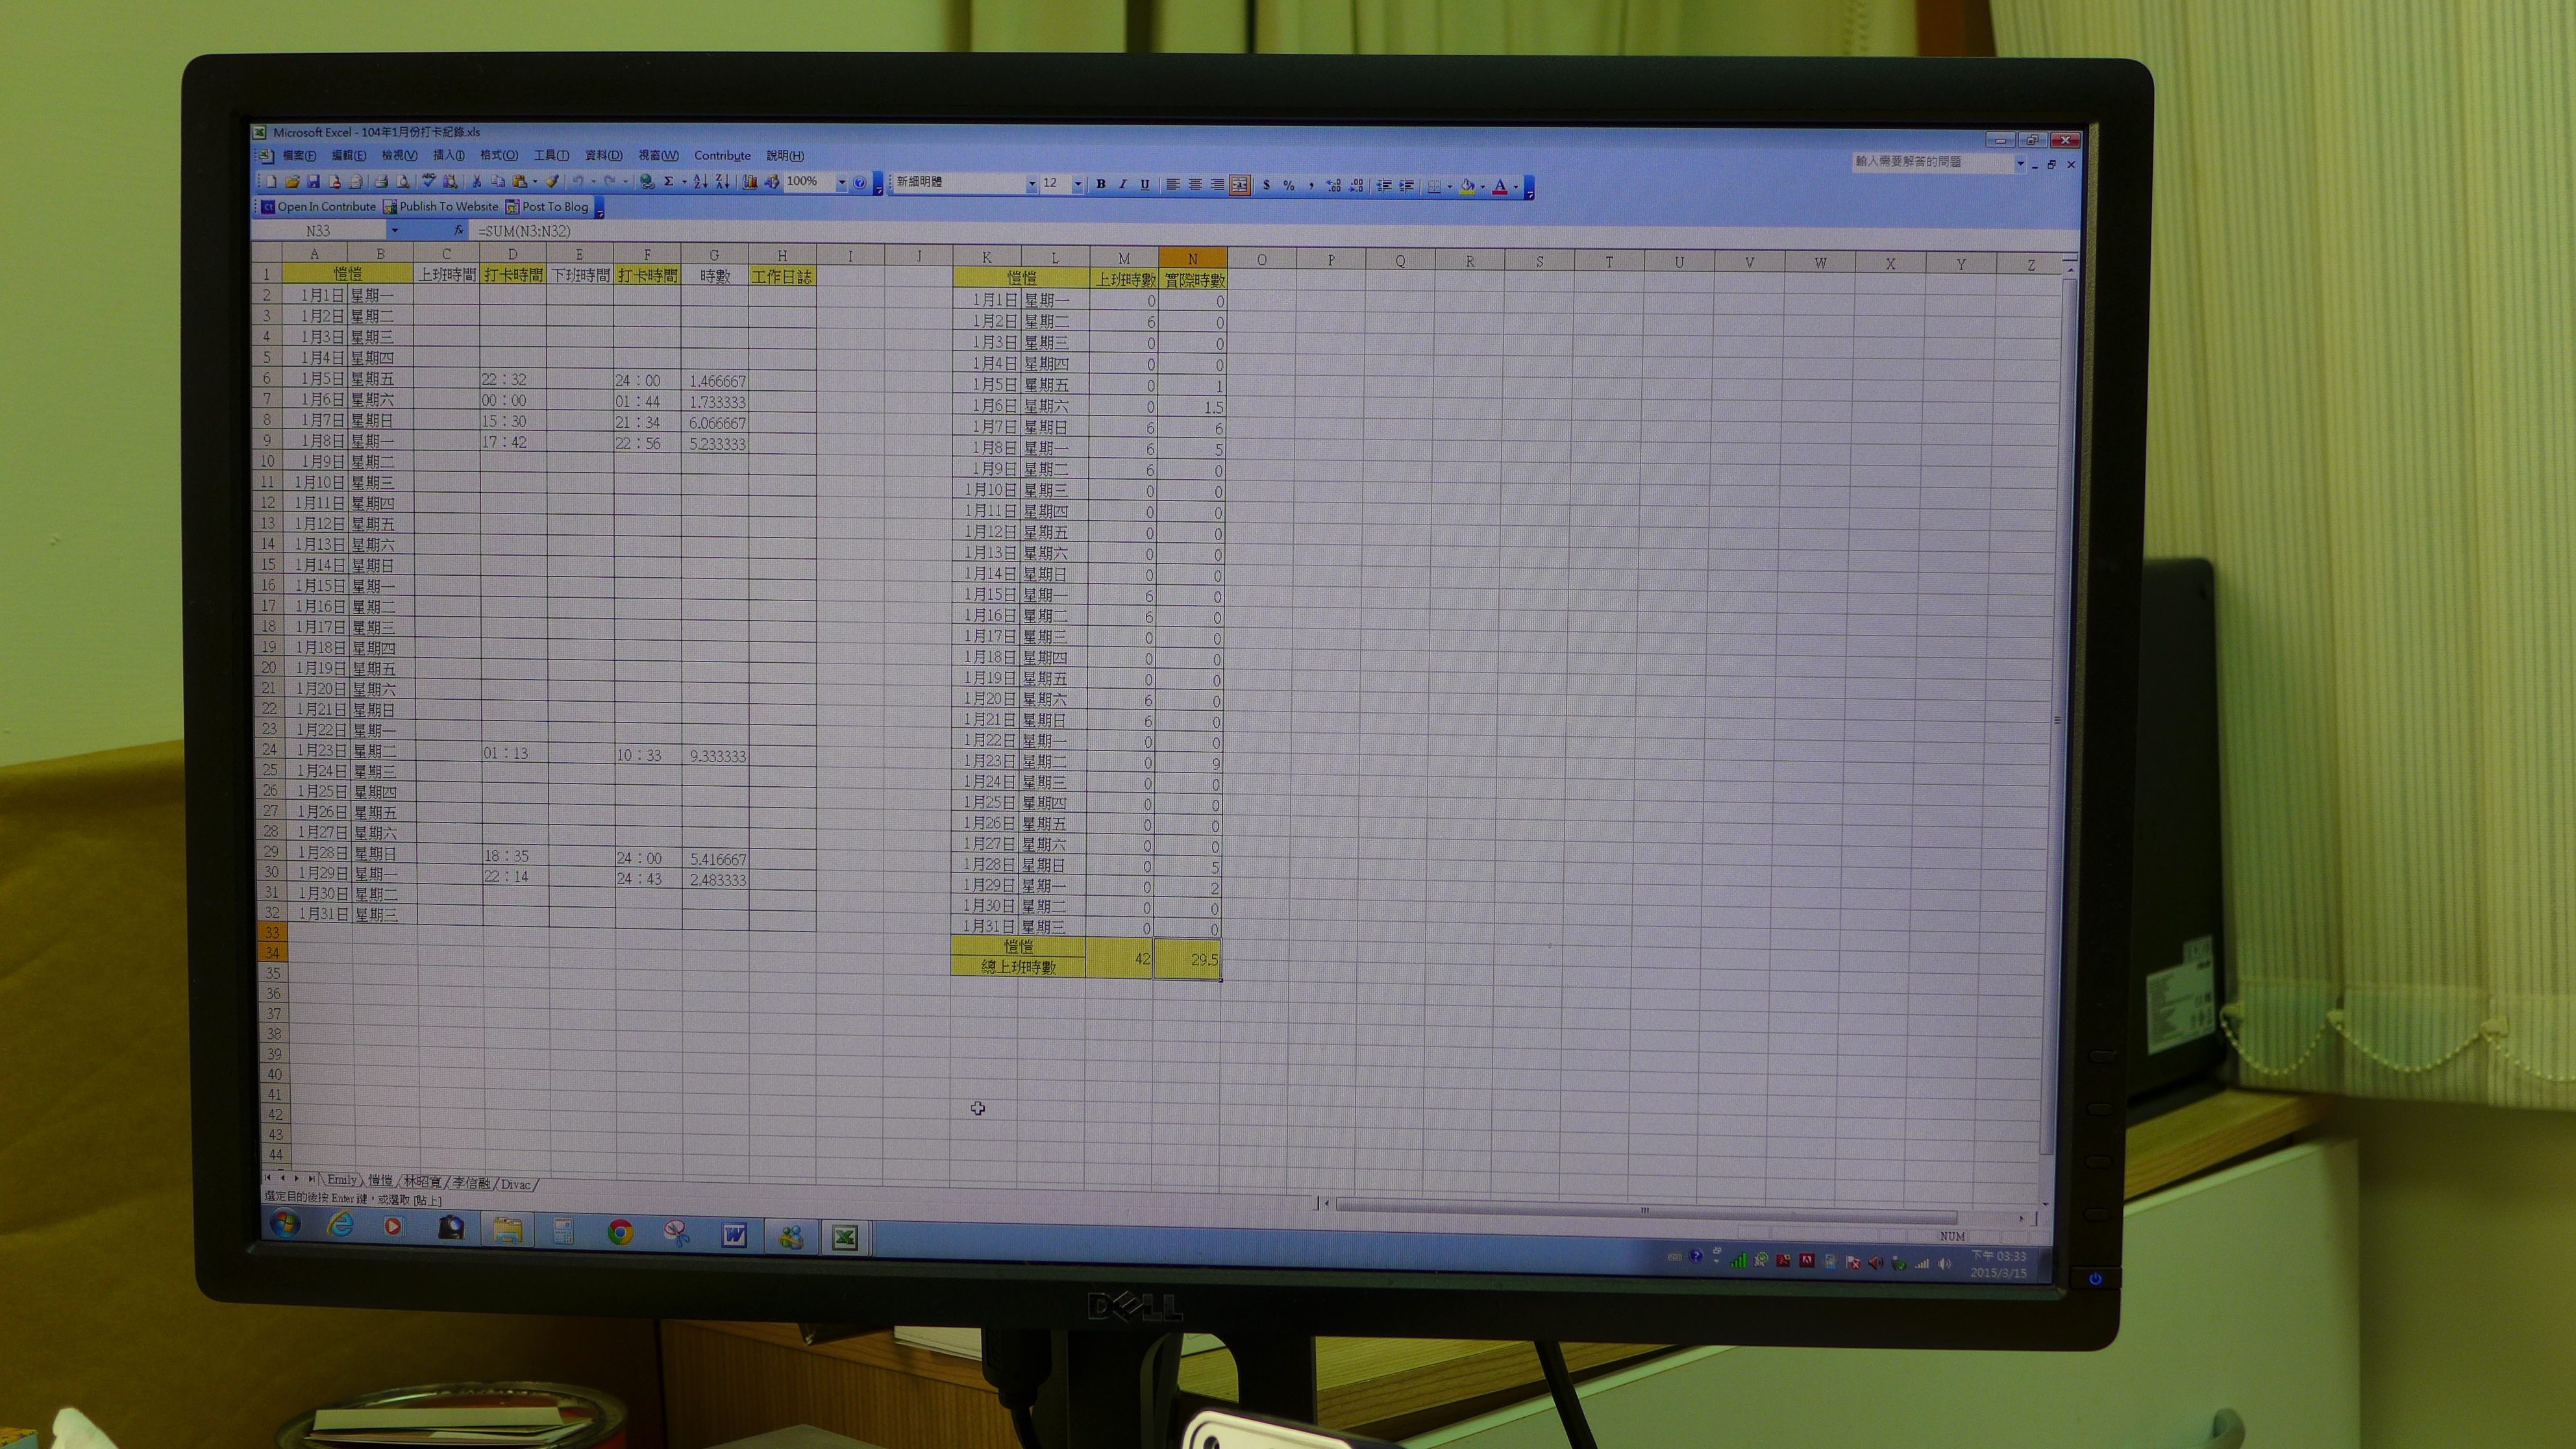 Microsoft Excel - 104年1月份打卡紀錄.xls
檔案(F) 編輯(E) 檢視(V) 插入(I) 格式(O) 工具(T) 資料(D) 視窗(W) Contribute 說明(H) 輸入需要解答的問題
100% 新細明體 12 B I U $ % ,
Open In Contribute Publish To Website Post To Blog
N33 fx =SUM(N3:N32)
A B C D E F G H I J K L M N O P Q R S T U V W X Y Z
1 愷愷 上班時間 打卡時間 下班時間 打卡時間 時數 工作日誌 愷愷 上班時數 實際時數
2 1月1日 星期一 1月1日 星期一 0 0
3 1月2日 星期二 1月2日 星期二 6 0
4 1月3日 星期三 1月3日 星期三 0 0
5 1月4日 星期四 1月4日 星期四 0 0
6 1月5日 星期五 22：32 24：00 1.466667 1月5日 星期五 0 1
7 1月6日 星期六 00：00 01：44 1.733333 1月6日 星期六 0 1.5
8 1月7日 星期日 15：30 21：34 6.066667 1月7日 星期日 6 6
9 1月8日 星期一 17：42 22：56 5.233333 1月8日 星期一 6 5
10 1月9日 星期二 1月9日 星期二 6 0
11 1月10日 星期三 1月10日 星期三 0 0
12 1月11日 星期四 1月11日 星期四 0 0
13 1月12日 星期五 1月12日 星期五 0 0
14 1月13日 星期六 1月13日 星期六 0 0
15 1月14日 星期日 1月14日 星期日 0 0
16 1月15日 星期一 1月15日 星期一 6 0
17 1月16日 星期二 1月16日 星期二 6 0
18 1月17日 星期三 1月17日 星期三 0 0
19 1月18日 星期四 1月18日 星期四 0 0
20 1月19日 星期五 1月19日 星期五 0 0
21 1月20日 星期六 1月20日 星期六 6 0
22 1月21日 星期日 1月21日 星期日 6 0
23 1月22日 星期一 1月22日 星期一 0 0
24 1月23日 星期二 01：13 10：33 9.333333 1月23日 星期二 0 9
25 1月24日 星期三 1月24日 星期三 0 0
26 1月25日 星期四 1月25日 星期四 0 0
27 1月26日 星期五 1月26日 星期五 0 0
28 1月27日 星期六 1月27日 星期六 0 0
29 1月28日 星期日 18：35 24：00 5.416667 1月28日 星期日 0 5
30 1月29日 星期一 22：14 24：43 2.483333 1月29日 星期一 0 2
31 1月30日 星期二 1月30日 星期二 0 0
32 1月31日 星期三 1月31日 星期三 0 0
33 愷愷
34 總上班時數 42 29.5
35
36
37
38
39
40
41
42
43
44
Emily 愷愷 林昭寬 李信融 Divac
選定目的後按 Enter 鍵，或選取 [貼上]
NUM
下午 03:33
2015/3/15
DELL